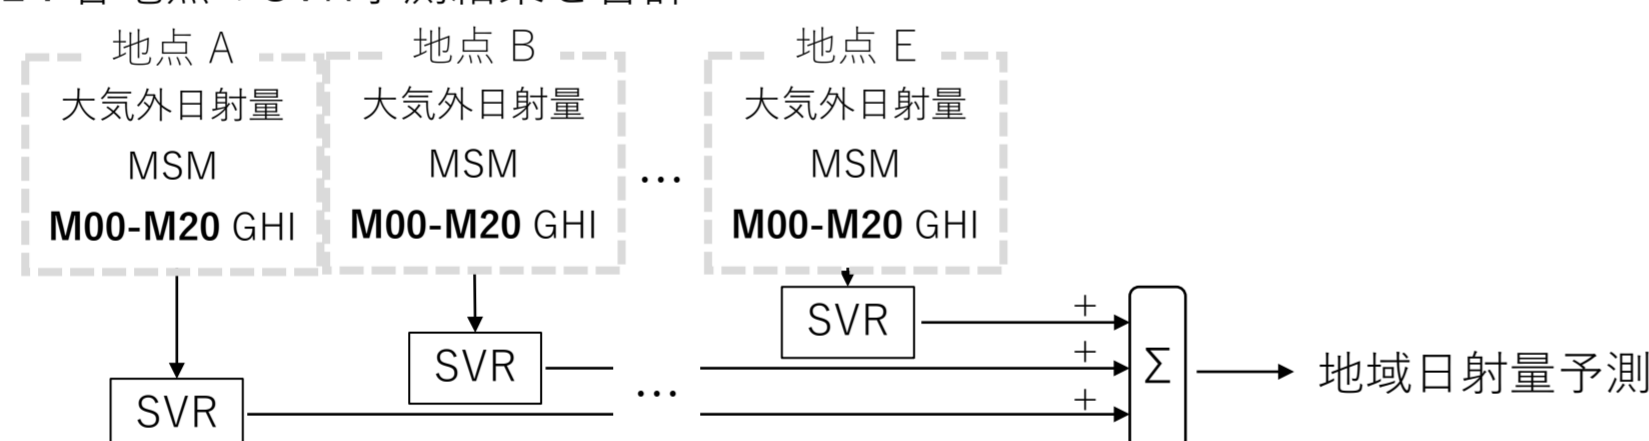 地点 A
大気外日射量
MSM
M00-M20 GHI
地点 B
大気外日射量
MSM
M00-M20 GHI
…
地点 E
大気外日射量
MSM
M00-M20 GHI
SVR
SVR
SVR
…
+
+
+
Σ
地域日射量予測